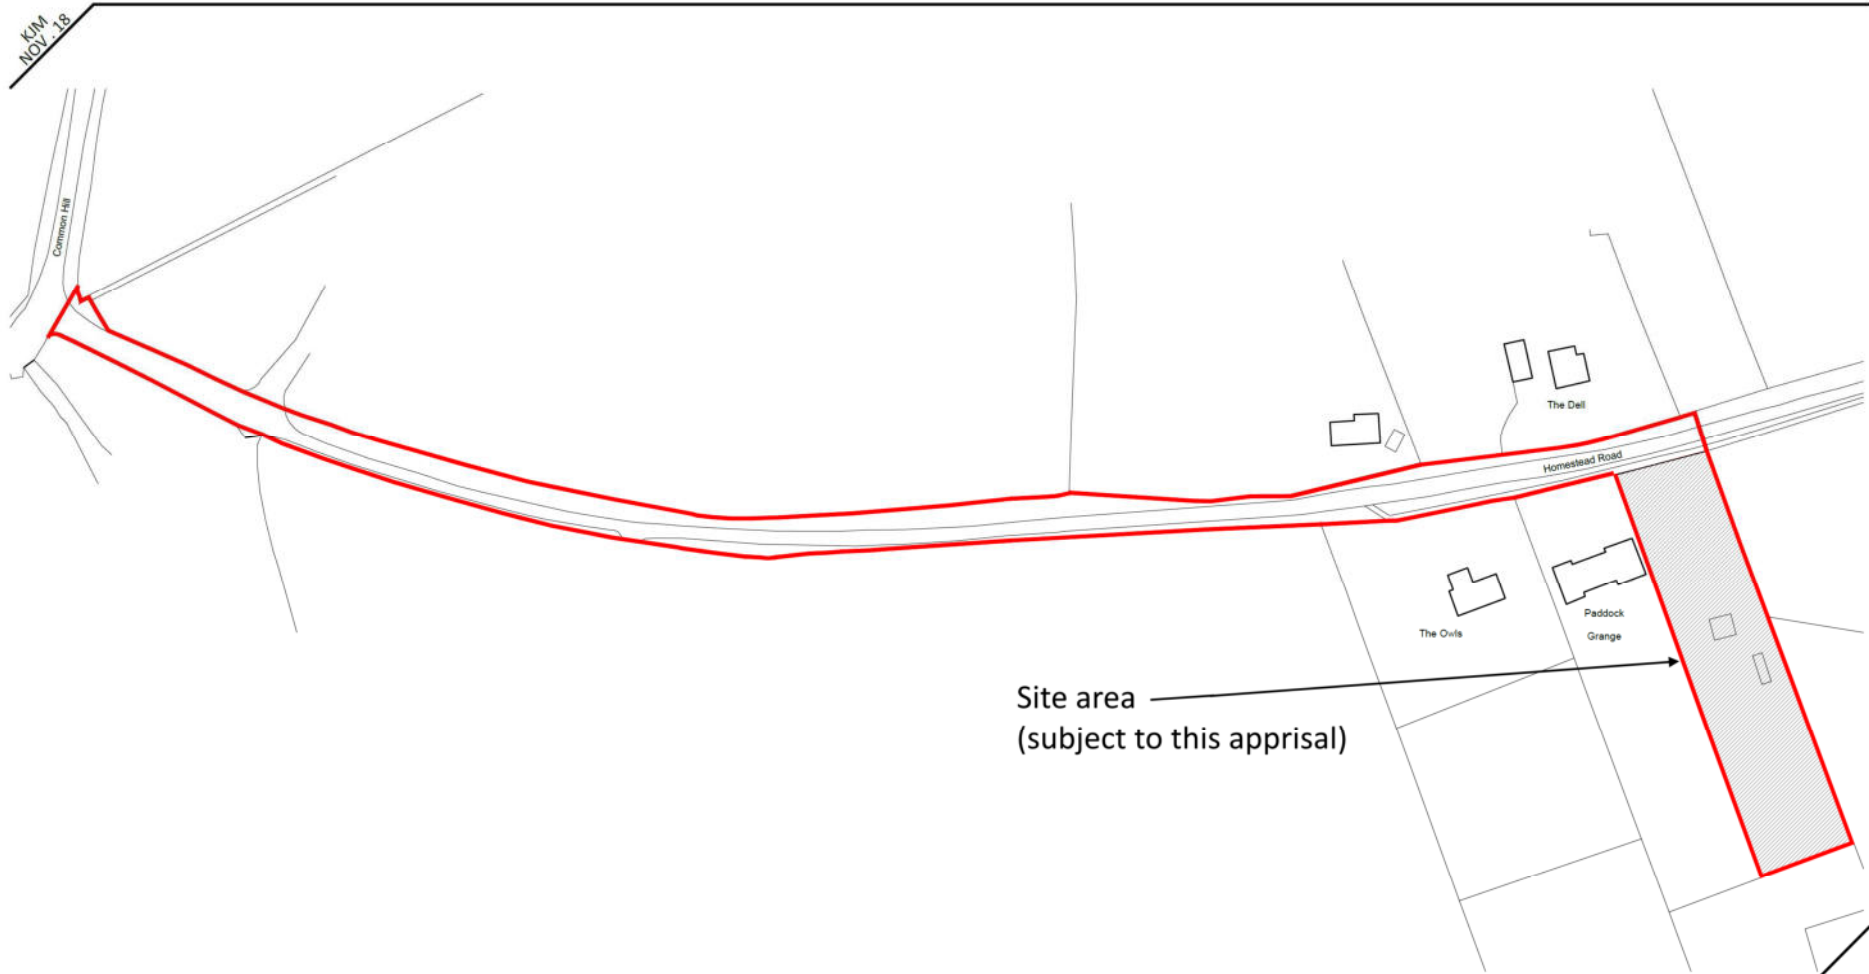 KJM
NOV . 18
Common Hill
The Dell
Homestead Road
The Owls
Paddock
Grange
Site area
(subject to this apprisal)